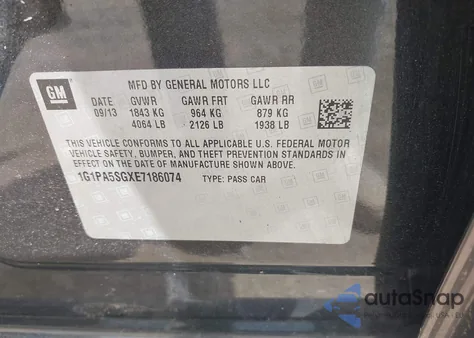 GM
MFD BY GENERAL MOTORS LLC
DATE GVWR GAWR FRT GAWR RR
09/13 1843 KG 964 KG 879 KG
4064 LB 2126 LB 1938 LB
THIS VEHICLE CONFORMS TO ALL APPLICABLE U.S. FEDERAL MOTOR
VEHICLE SAFETY, BUMPER, AND THEFT PREVENTION STANDARDS
IN EFFECT ON THE DATE OF MANUFACTURE SHOWN ABOVE.
1G1PA5SGXE7186074 TYPE: PASS CAR
autoSnap